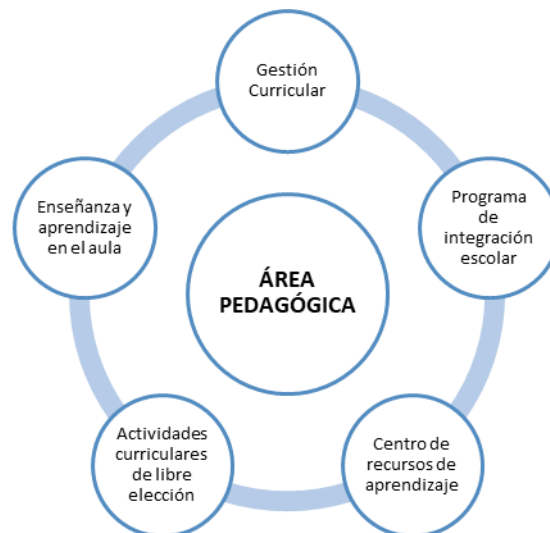 Gestión
Curricular
Programa
de
integración
escolar
Centro de
recursos de
aprendizaje
Actividades
curriculares
de libre
elección
Enseñanza y
aprendizaje
en el aula
ÁREA
PEDAGÓGICA